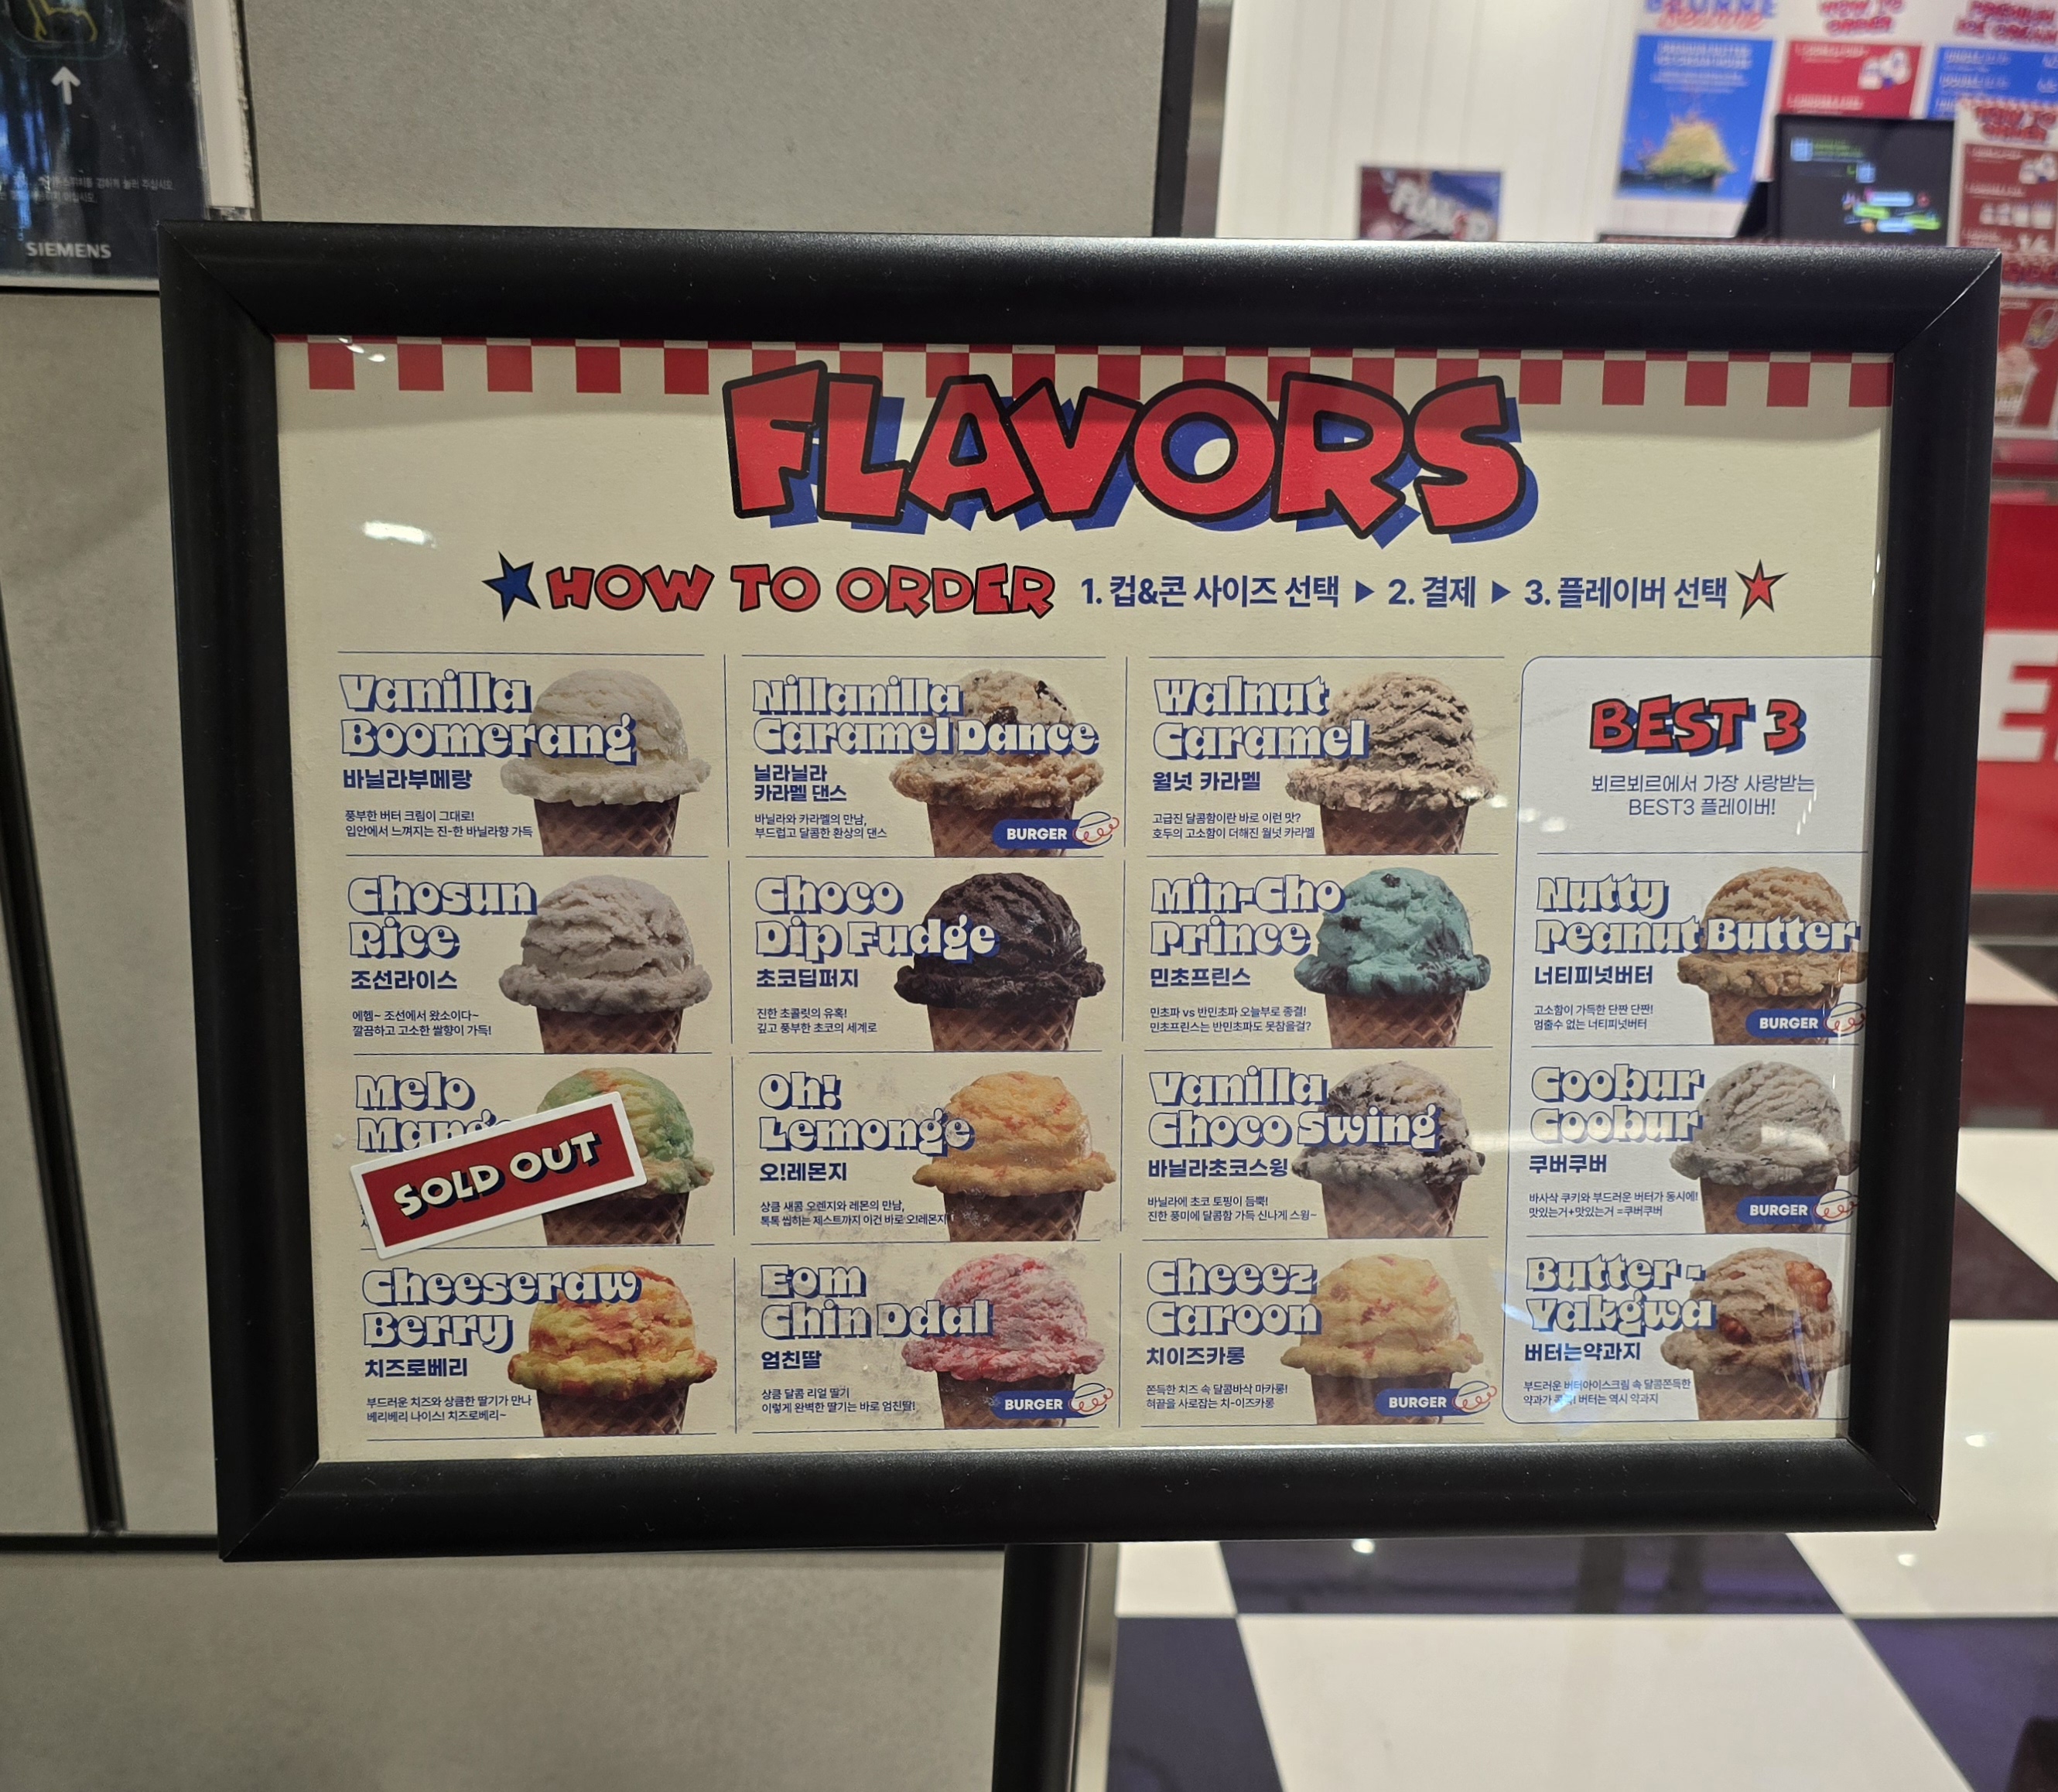 SIEMENS
FLAVORS
HOW TO ORDER 1. 컵&콘 사이즈 선택 ▶ 2. 결제 ▶ 3. 플레이버 선택
Vanilla
Boomerang
바닐라부메랑
풍부한 버터 크림이 그대로!
입안에서 느껴지는 진-한 바닐라향 가득
Nillanilla
Caramel Dance
닐라닐라
카라멜 댄스
바닐라와 카라멜의 만남,
부드럽고 달콤한 환상의 댄스
BURGER
Walnut
Caramel
월넛 카라멜
고급진 달콤함이란 바로 이런 맛?
호두의 고소함이 더해진 월넛 카라멜
BEST 3
뵈르뵈르에서 가장 사랑받는
BEST3 플레이버!
Chosun
Rice
조선라이스
에헴~ 조선에서 왔소이다~
깔끔하고 고소한 쌀향이 가득!
Choco
Dip Fudge
초코딥퍼지
진한 초콜릿의 유혹!
깊고 풍부한 초코의 세계로
Min-Cho
Prince
민초프린스
민초파 vs 반민초파 오늘부로 종결!
민초프린스는 반민초파도 못참을걸?
Nutty
Peanut Butter
너티피넛버터
고소함이 가득한 단짠 단짠!
멈출수 없는 너티피넛버터
BURGER
Melo
SOLD OUT
Oh!
Lemonge
오!레몬지
상큼 새콤 오렌지와 레몬의 만남,
톡톡 씹히는 제스트까지 이건 바로 오!레몬지!
Vanilla
Choco Swing
바닐라초코스윙
바닐라에 초코 토핑이 듬뿍!
진한 풍미에 달콤함 가득 신나게 스윙~
Coobur
Coobur
쿠버쿠버
바사삭 쿠키와 부드러운 버터가 동시에!
맛있는거+맛있는거 =쿠버쿠버
BURGER
Cheeseraw
Berry
치즈로베리
부드러운 치즈와 상큼한 딸기가 만나
베리베리 나이스! 치즈로베리~
Eom
Chin Ddal
엄친딸
상큼 달콤 리얼 딸기
이렇게 완벽한 딸기는 바로 엄친딸!
BURGER
Cheeez
Caroon
치이즈카롱
쫀득한 치즈 속 달콤바삭 마카롱!
혀끝을 사로잡는 치-이즈카롱
BURGER
Butter-
Yakgwa
버터는약과지
부드러운 버터아이스크림 속 달콤쫀득한
약과가 버터는 역시 약과지